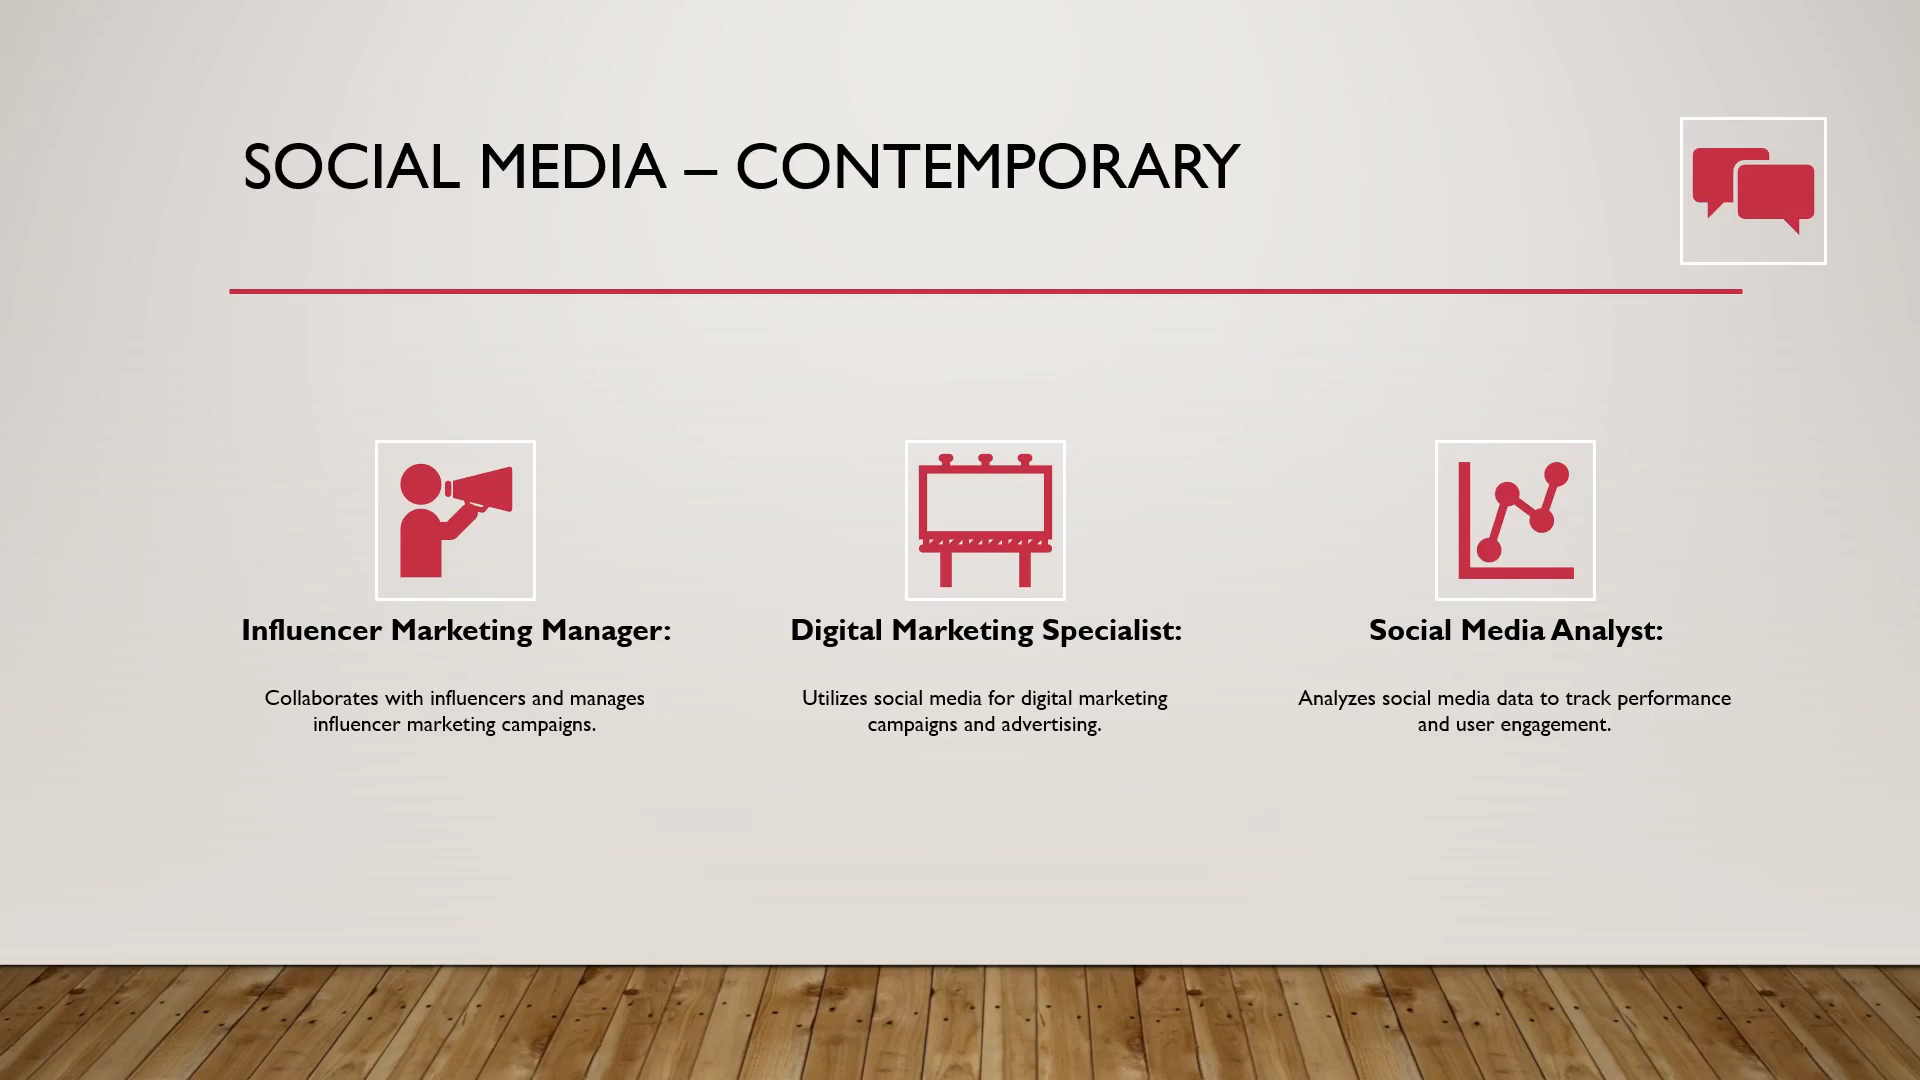 SOCIAL MEDIA – CONTEMPORARY
Influencer Marketing Manager:
Collaborates with influencers and manages
influencer marketing campaigns.
Digital Marketing Specialist:
Utilizes social media for digital marketing
campaigns and advertising.
Social Media Analyst:
Analyzes social media data to track performance
and user engagement.